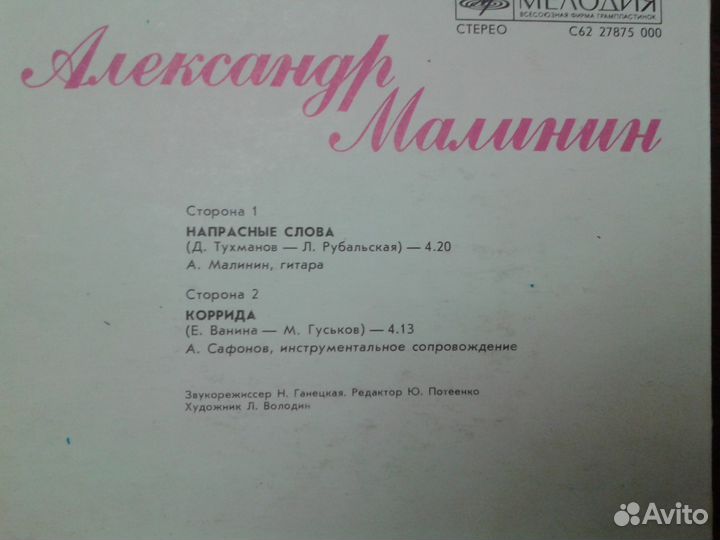 МЕЛОДИЯ
ВСЕСОЮЗНАЯ ФИРМА ГРАМПЛАСТИНОК
СТЕРЕО С62 27875 000
Александр
Малинин
Сторона 1
НАПРАСНЫЕ СЛОВА
(Д. Тухманов — Л. Рубальская) — 4.20
А. Малинин, гитара
Сторона 2
КОРРИДА
(Е. Ванина — М. Гуськов) — 4.13
А. Сафонов, инструментальное сопровождение
Звукорежиссер Н. Ганецкая. Редактор Ю. Потеенко
Художник Л. Володин
Avito